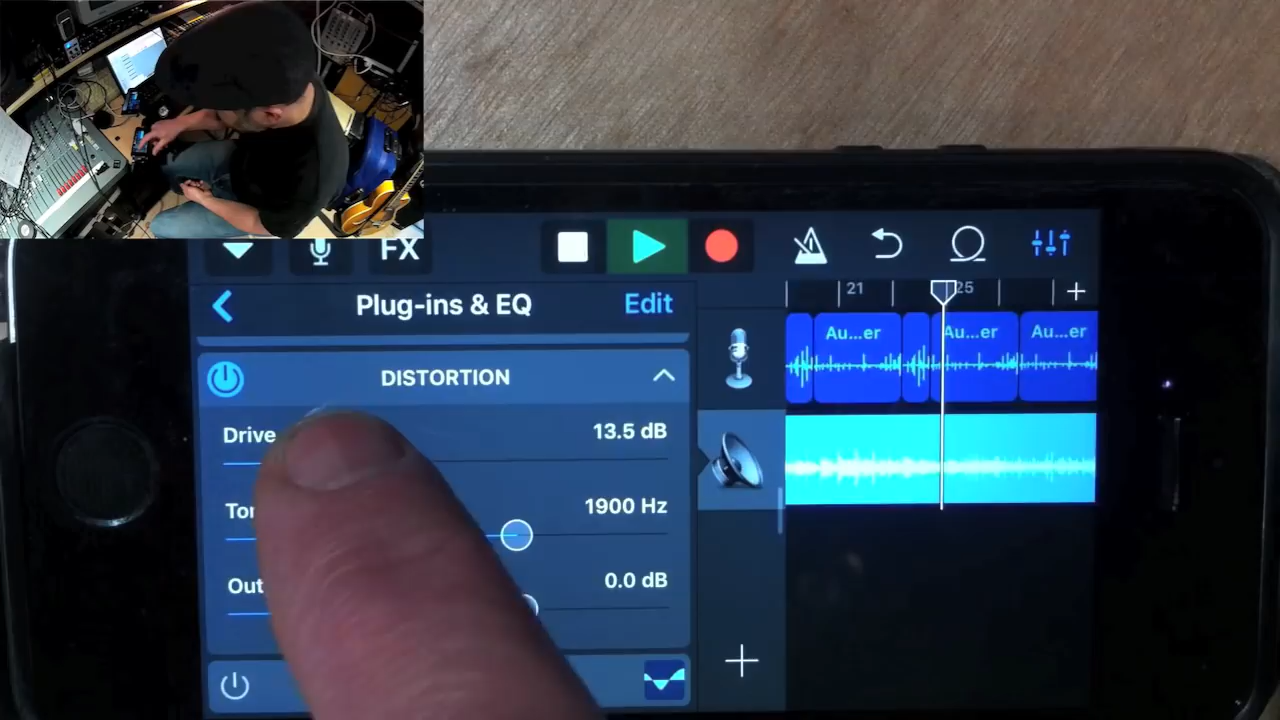 FX
21
25
Plug-ins & EQ
Edit
Au...er
Au...er
Au...er
DISTORTION
Drive
13.5 dB
1900 Hz
0.0 dB